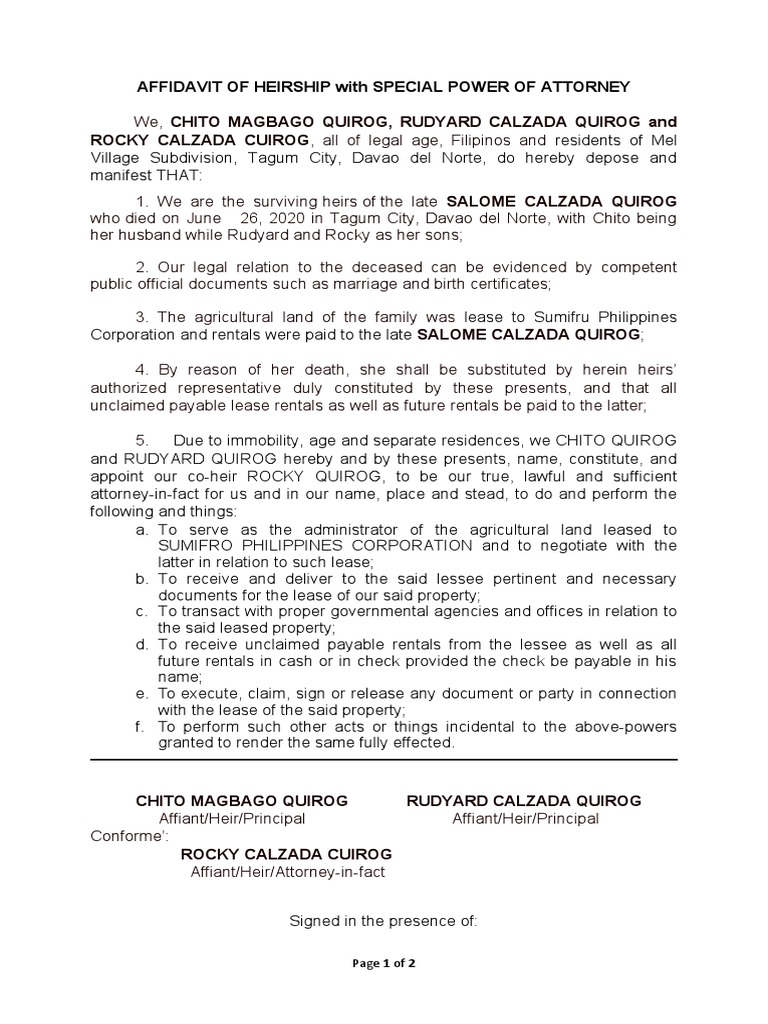 AFFIDAVIT OF HEIRSHIP with SPECIAL POWER OF ATTORNEY
We, CHITO MAGBAGO QUIROG, RUDYARD CALZADA QUIROG and
ROCKY CALZADA CUIROG, all of legal age, Filipinos and residents of Mel
Village Subdivision, Tagum City, Davao del Norte, do hereby depose and
manifest THAT:
1. We are the surviving heirs of the late SALOME CALZADA QUIROG
who died on June 26, 2020 in Tagum City, Davao del Norte, with Chito being
her husband while Rudyard and Rocky as her sons;
2. Our legal relation to the deceased can be evidenced by competent
public official documents such as marriage and birth certificates;
3. The agricultural land of the family was lease to Sumifru Philippines
Corporation and rentals were paid to the late SALOME CALZADA QUIROG;
4. By reason of her death, she shall be substituted by herein heirs’
authorized representative duly constituted by these presents, and that all
unclaimed payable lease rentals as well as future rentals be paid to the latter;
5. Due to immobility, age and separate residences, we CHITO QUIROG
and RUDYARD QUIROG hereby and by these presents, name, constitute, and
appoint our co-heir ROCKY QUIROG, to be our true, lawful and sufficient
attorney-in-fact for us and in our name, place and stead, to do and perform the
following and things:
a. To serve as the administrator of the agricultural land leased to
SUMIFRO PHILIPPINES CORPORATION and to negotiate with the
latter in relation to such lease;
b. To receive and deliver to the said lessee pertinent and necessary
documents for the lease of our said property;
c. To transact with proper governmental agencies and offices in relation to
the said leased property;
d. To receive unclaimed payable rentals from the lessee as well as all
future rentals in cash or in check provided the check be payable in his
name;
e. To execute, claim, sign or release any document or party in connection
with the lease of the said property;
f. To perform such other acts or things incidental to the above-powers
granted to render the same fully effected.
CHITO MAGBAGO QUIROG RUDYARD CALZADA QUIROG
Affiant/Heir/Principal Affiant/Heir/Principal
Conforme’:
ROCKY CALZADA CUIROG
Affiant/Heir/Attorney-in-fact
Signed in the presence of:
Page 1 of 2